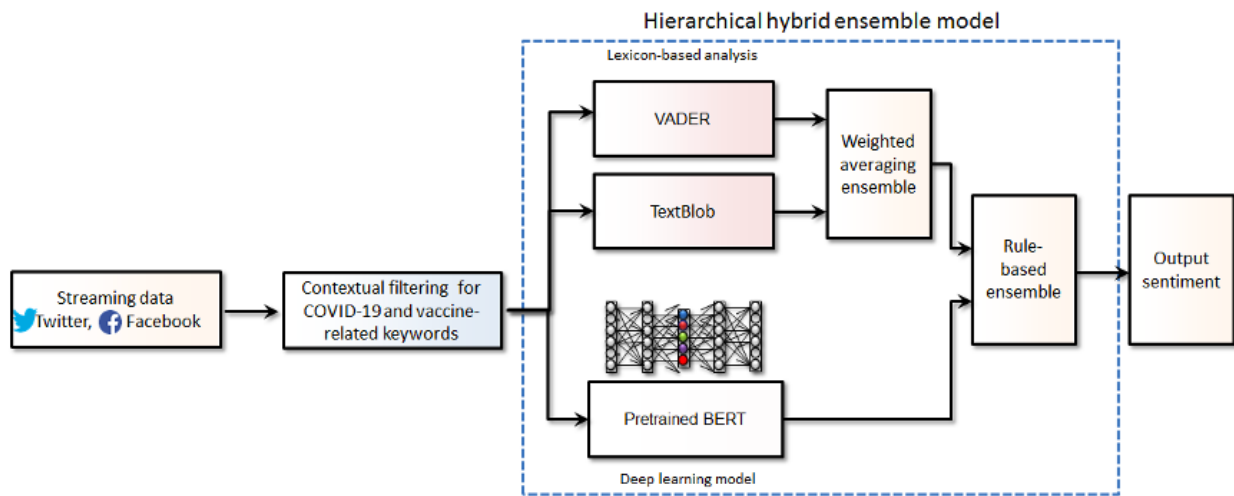 Hierarchical hybrid ensemble model
Lexicon-based analysis
VADER
TextBlob
Weighted
averaging
ensemble
Streaming data
Twitter, Facebook
Contextual filtering for
COVID-19 and vaccine-
related keywords
Pretrained BERT
Deep learning model
Rule-
based
ensemble
Output
sentiment